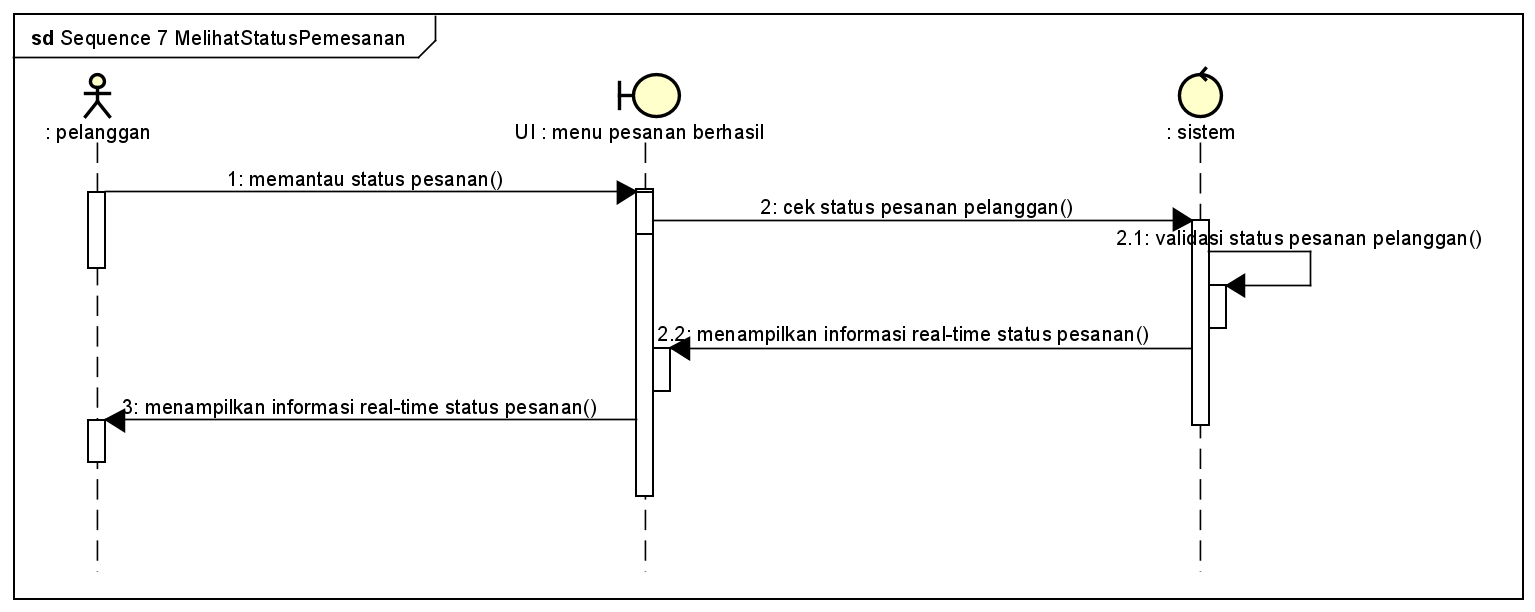 sd Sequence 7 MelihatStatusPemesanan
: pelanggan
UI : menu pesanan berhasil
: sistem
1: memantau status pesanan()
2: cek status pesanan pelanggan()
2.1: validasi status pesanan pelanggan()
2.2: menampilkan informasi real-time status pesanan()
3: menampilkan informasi real-time status pesanan()